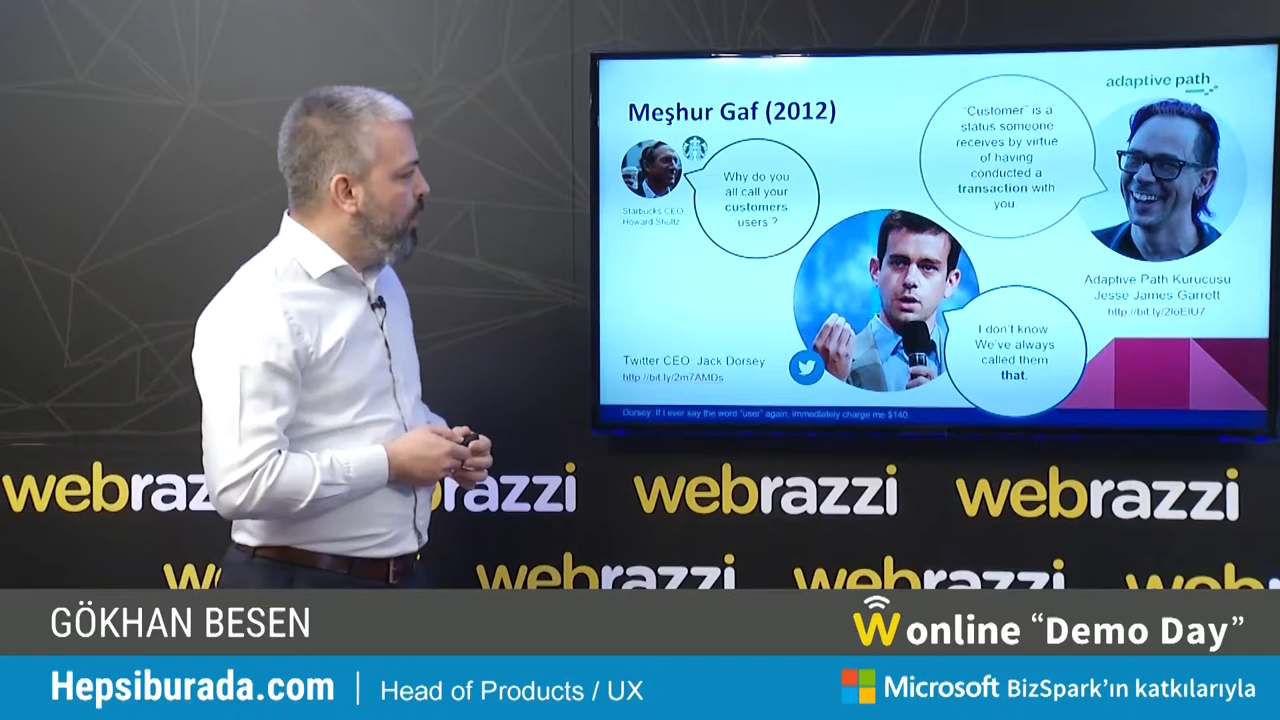 adaptive path
Meşhur Gaf (2012)
"Customer" is a
status someone
receives by virtue
of having
conducted a
transaction with
you.
Why do you
all call your
customers
'users'?
Starbucks CEO
Howard Shultz
Adaptive Path Kurucusu
Jesse James Garrett
http://bit.ly/2IoEIU7
I don't know
We've always
called them
that.
Twitter CEO Jack Dorsey
http://bit.ly/2m7AMDs
Dorsey: If I ever say the word "user" again, immediately charge me $140
webrazzi webrazzi webrazzi
webrazzi webrazzi
GÖKHAN BESEN
W online "Demo Day"
Hepsiburada.com | Head of Products / UX
Microsoft BizSpark'ın katkılarıyla